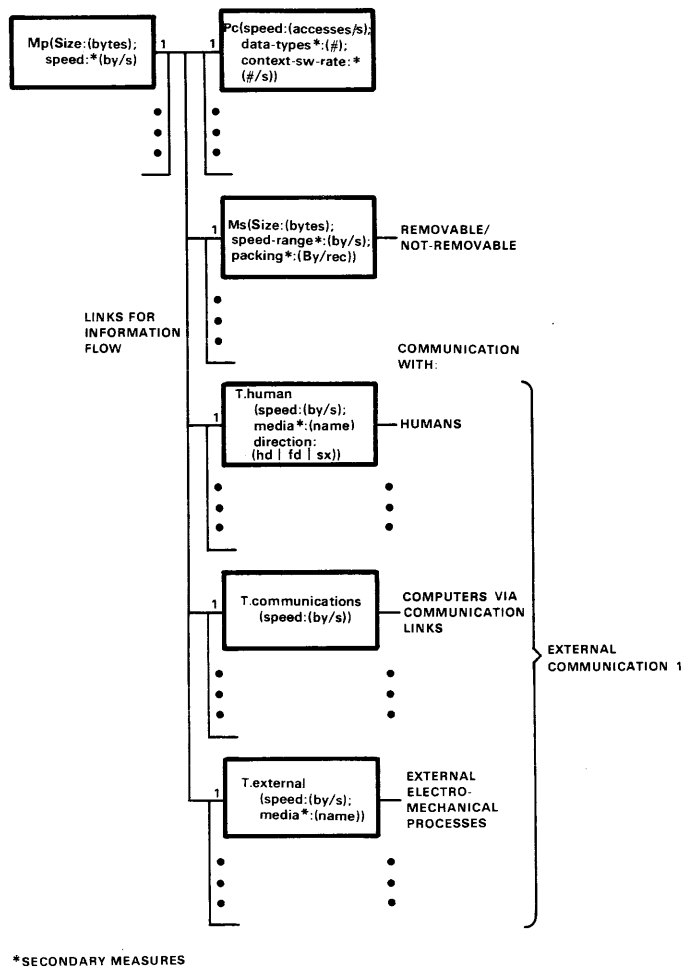 Mp(Size:(bytes);
speed:*(by/s)
1
1
Pc(speed:(accesses/s);
data-types*:(#);
context-sw-rate:*
(#/s))
1
Ms(Size:(bytes);
speed-range*:(by/s);
packing*:(By/rec))
REMOVABLE/
NOT-REMOVABLE
LINKS FOR
INFORMATION
FLOW
COMMUNICATION
WITH:
1
T.human
(speed:(by/s);
media*:(name)
direction:
(hd | fd | sx))
HUMANS
1
T.communications
(speed:(by/s))
COMPUTERS VIA
COMMUNICATION
LINKS
EXTERNAL
COMMUNICATION 1
1
T.external
(speed:(by/s);
media*:(name))
EXTERNAL
ELECTRO-
MECHANICAL
PROCESSES
*SECONDARY MEASURES